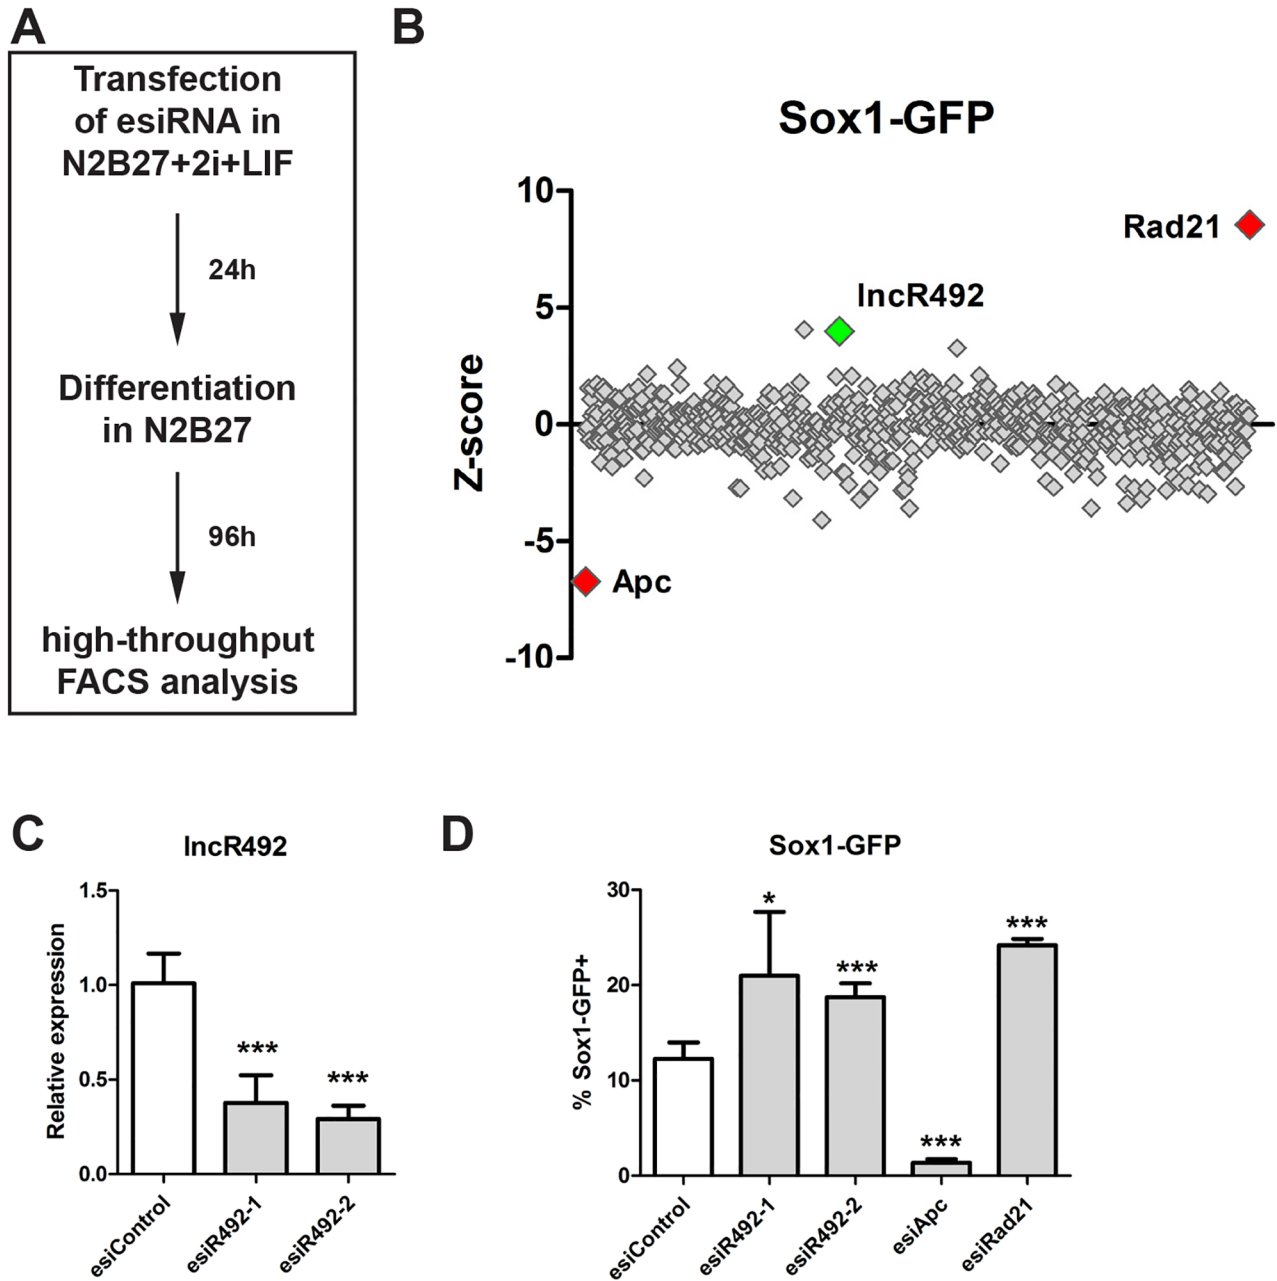 A
Transfection
of esiRNA in
N2B27+2i+LIF
24h
Differentiation
in N2B27
96h
high-throughput
FACS analysis
B
Sox1-GFP
Z-score
10
5
0
-5
-10
Rad21
lncR492
Apc
C
lncR492
Relative expression
1.5
1.0
0.5
0.0
***
***
esiControl
esiR492-1
esiR492-2
D
Sox1-GFP
% Sox1-GFP+
30
20
10
0
*
***
***
***
esiControl
esiR492-1
esiR492-2
esiApc
esiRad21